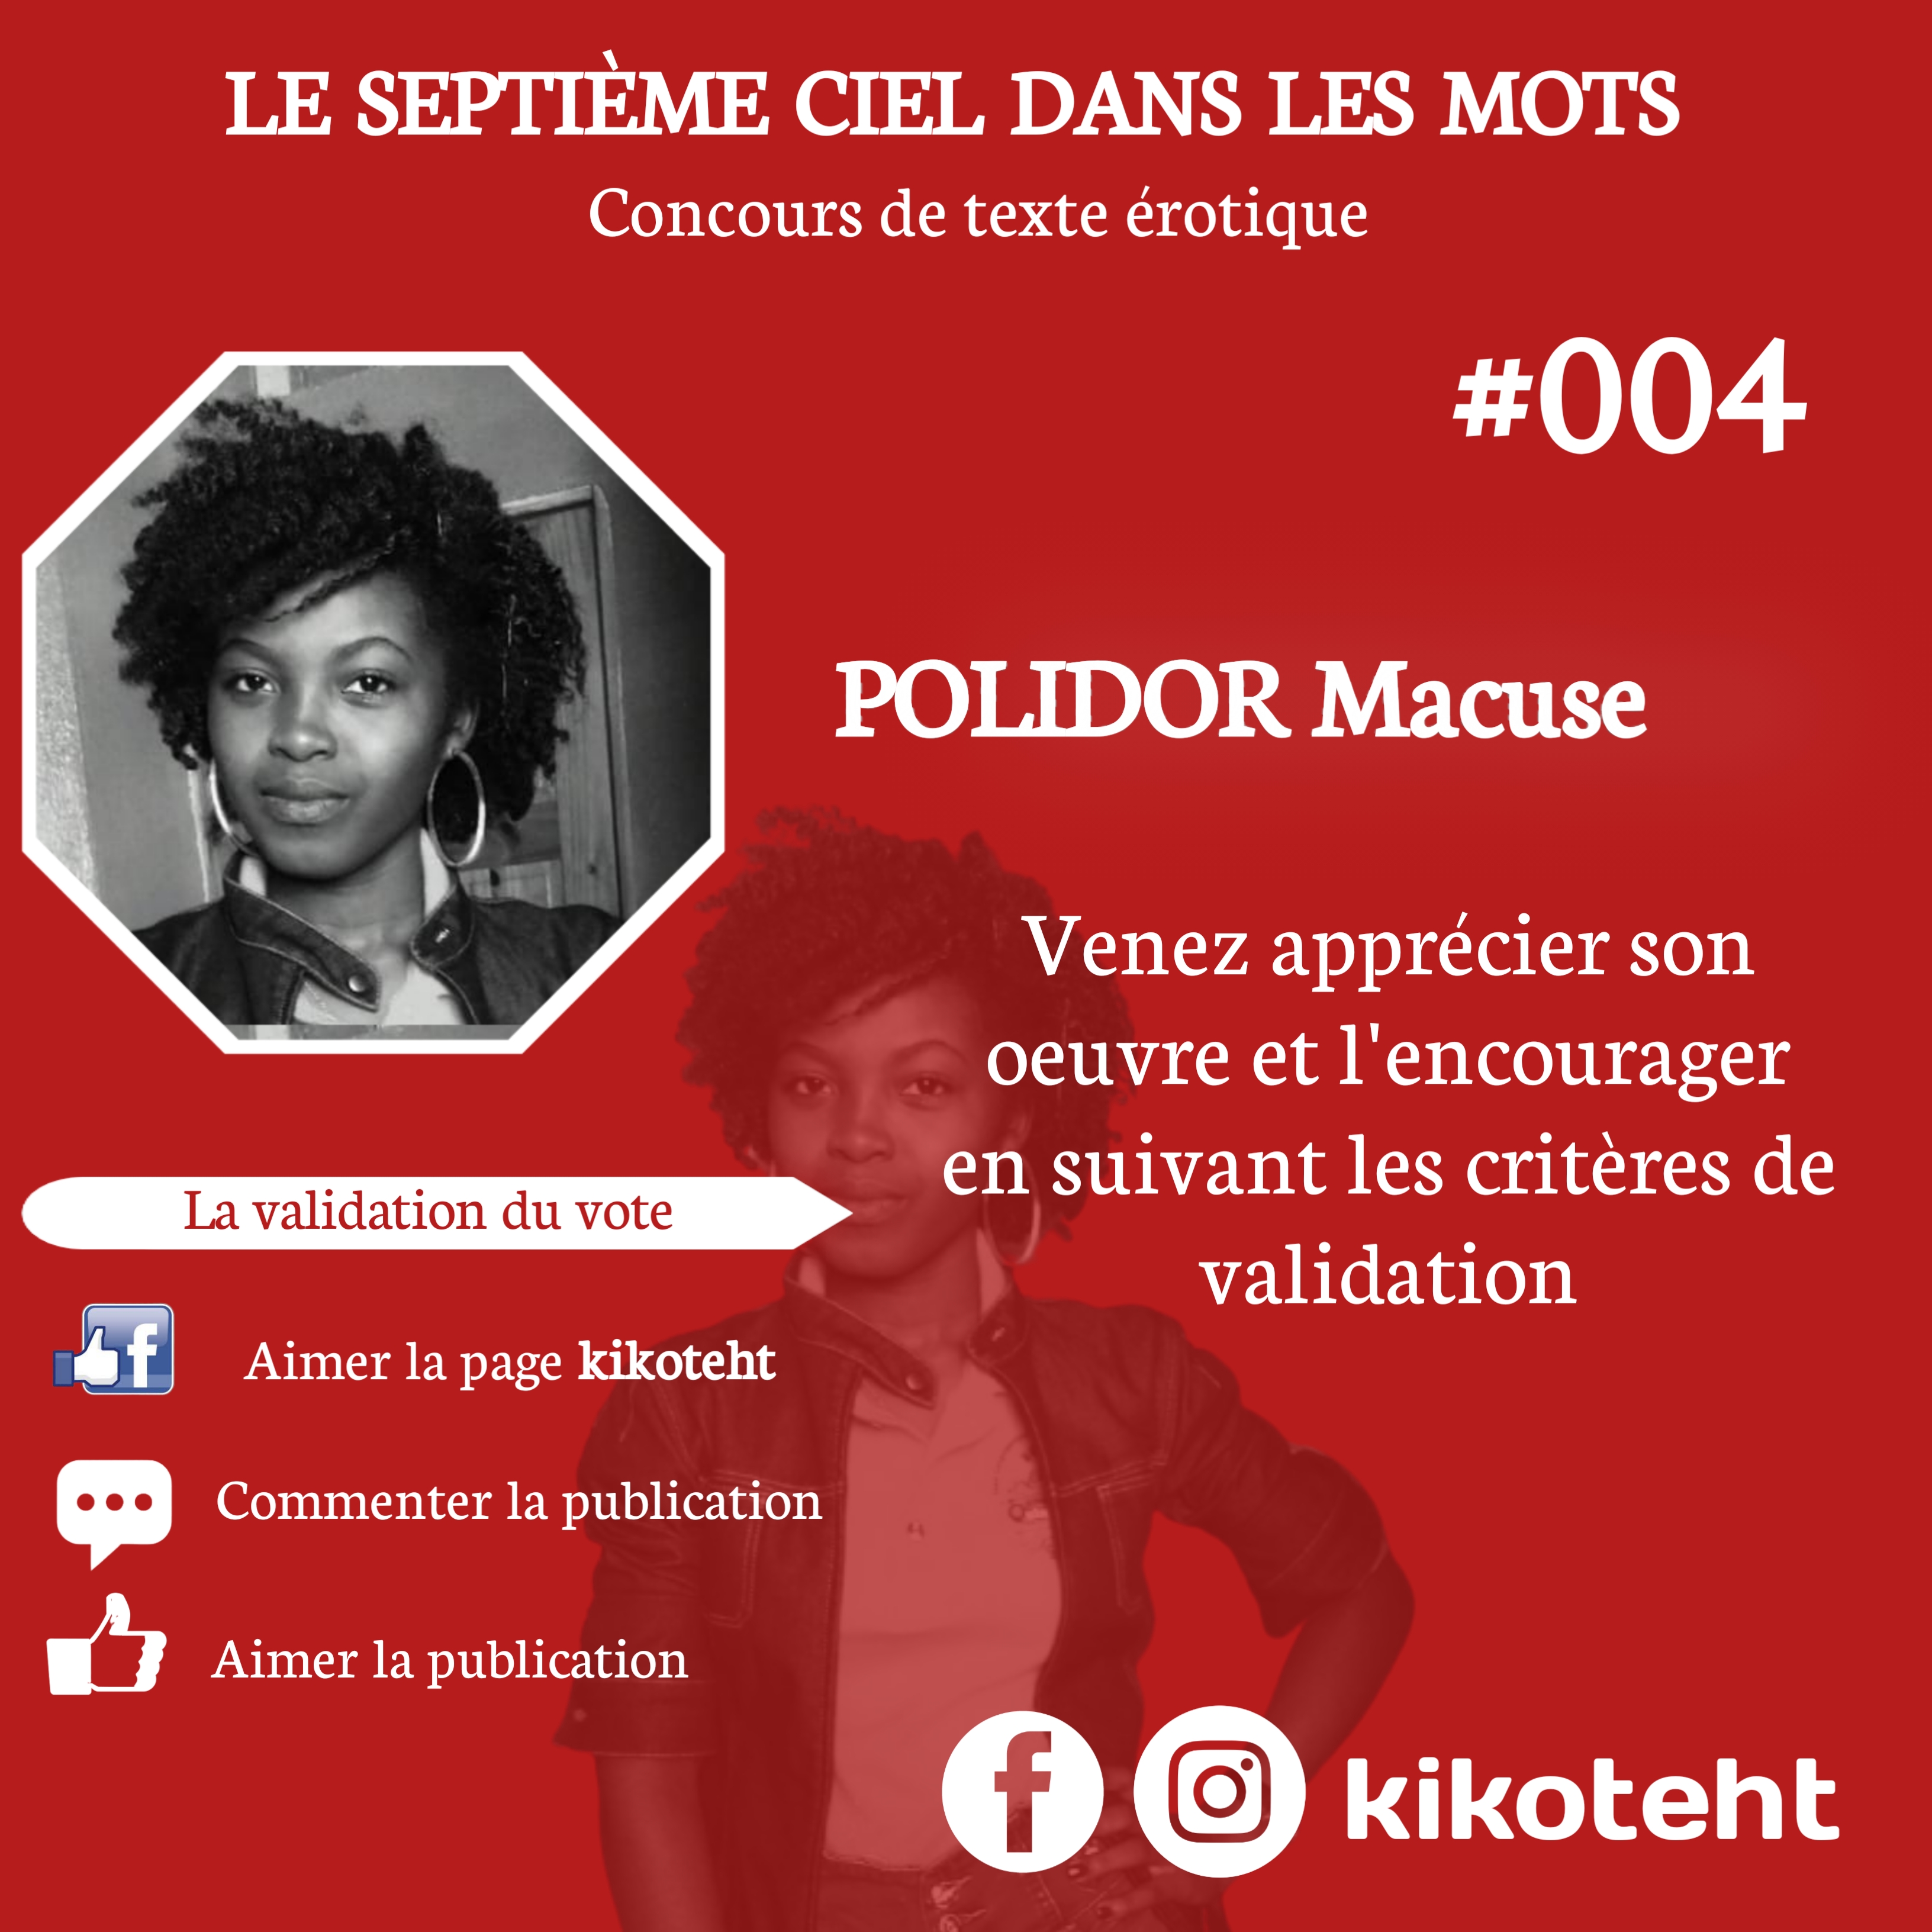 LE SEPTIÈME CIEL DANS LES MOTS
Concours de texte érotique
#004
POLIDOR Macuse
Venez apprécier son
oeuvre et l'encourager
en suivant les critères de
validation
La validation du vote
Aimer la page kikoteht
Commenter la publication
Aimer la publication
kikoteht